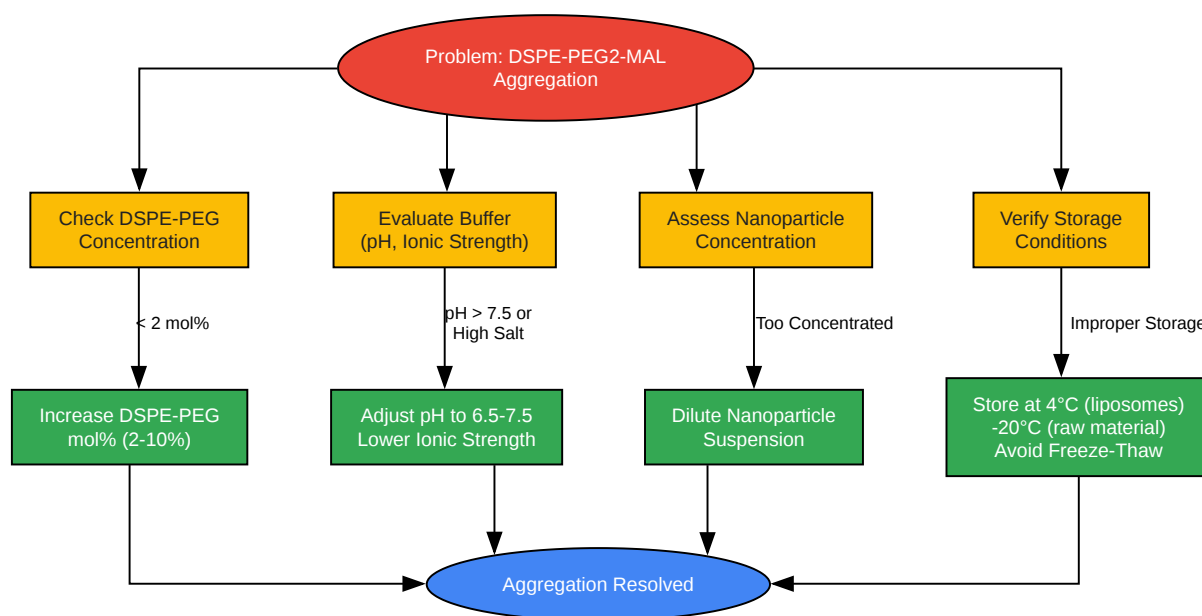 Problem: DSPE-PEG2-MAL
Aggregation
Check DSPE-PEG
Concentration
Evaluate Buffer
(pH, Ionic Strength)
Assess Nanoparticle
Concentration
Verify Storage
Conditions
< 2 mol%
pH > 7.5 or
High Salt
Too Concentrated
Improper Storage
Increase DSPE-PEG
mol% (2-10%)
Adjust pH to 6.5-7.5
Lower Ionic Strength
Dilute Nanoparticle
Suspension
Store at 4°C (liposomes)
-20°C (raw material)
Avoid Freeze-Thaw
Aggregation Resolved